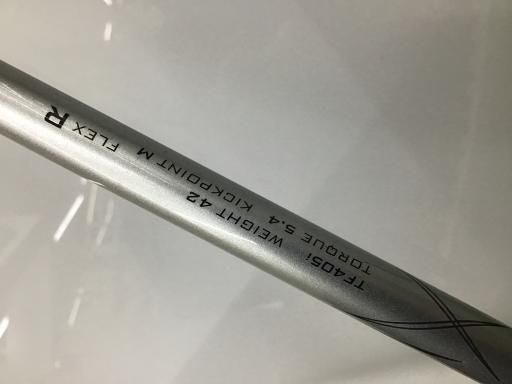 TF405i WEIGHT 42
TORQUE 5.4 KICKPOINT M FLEX R